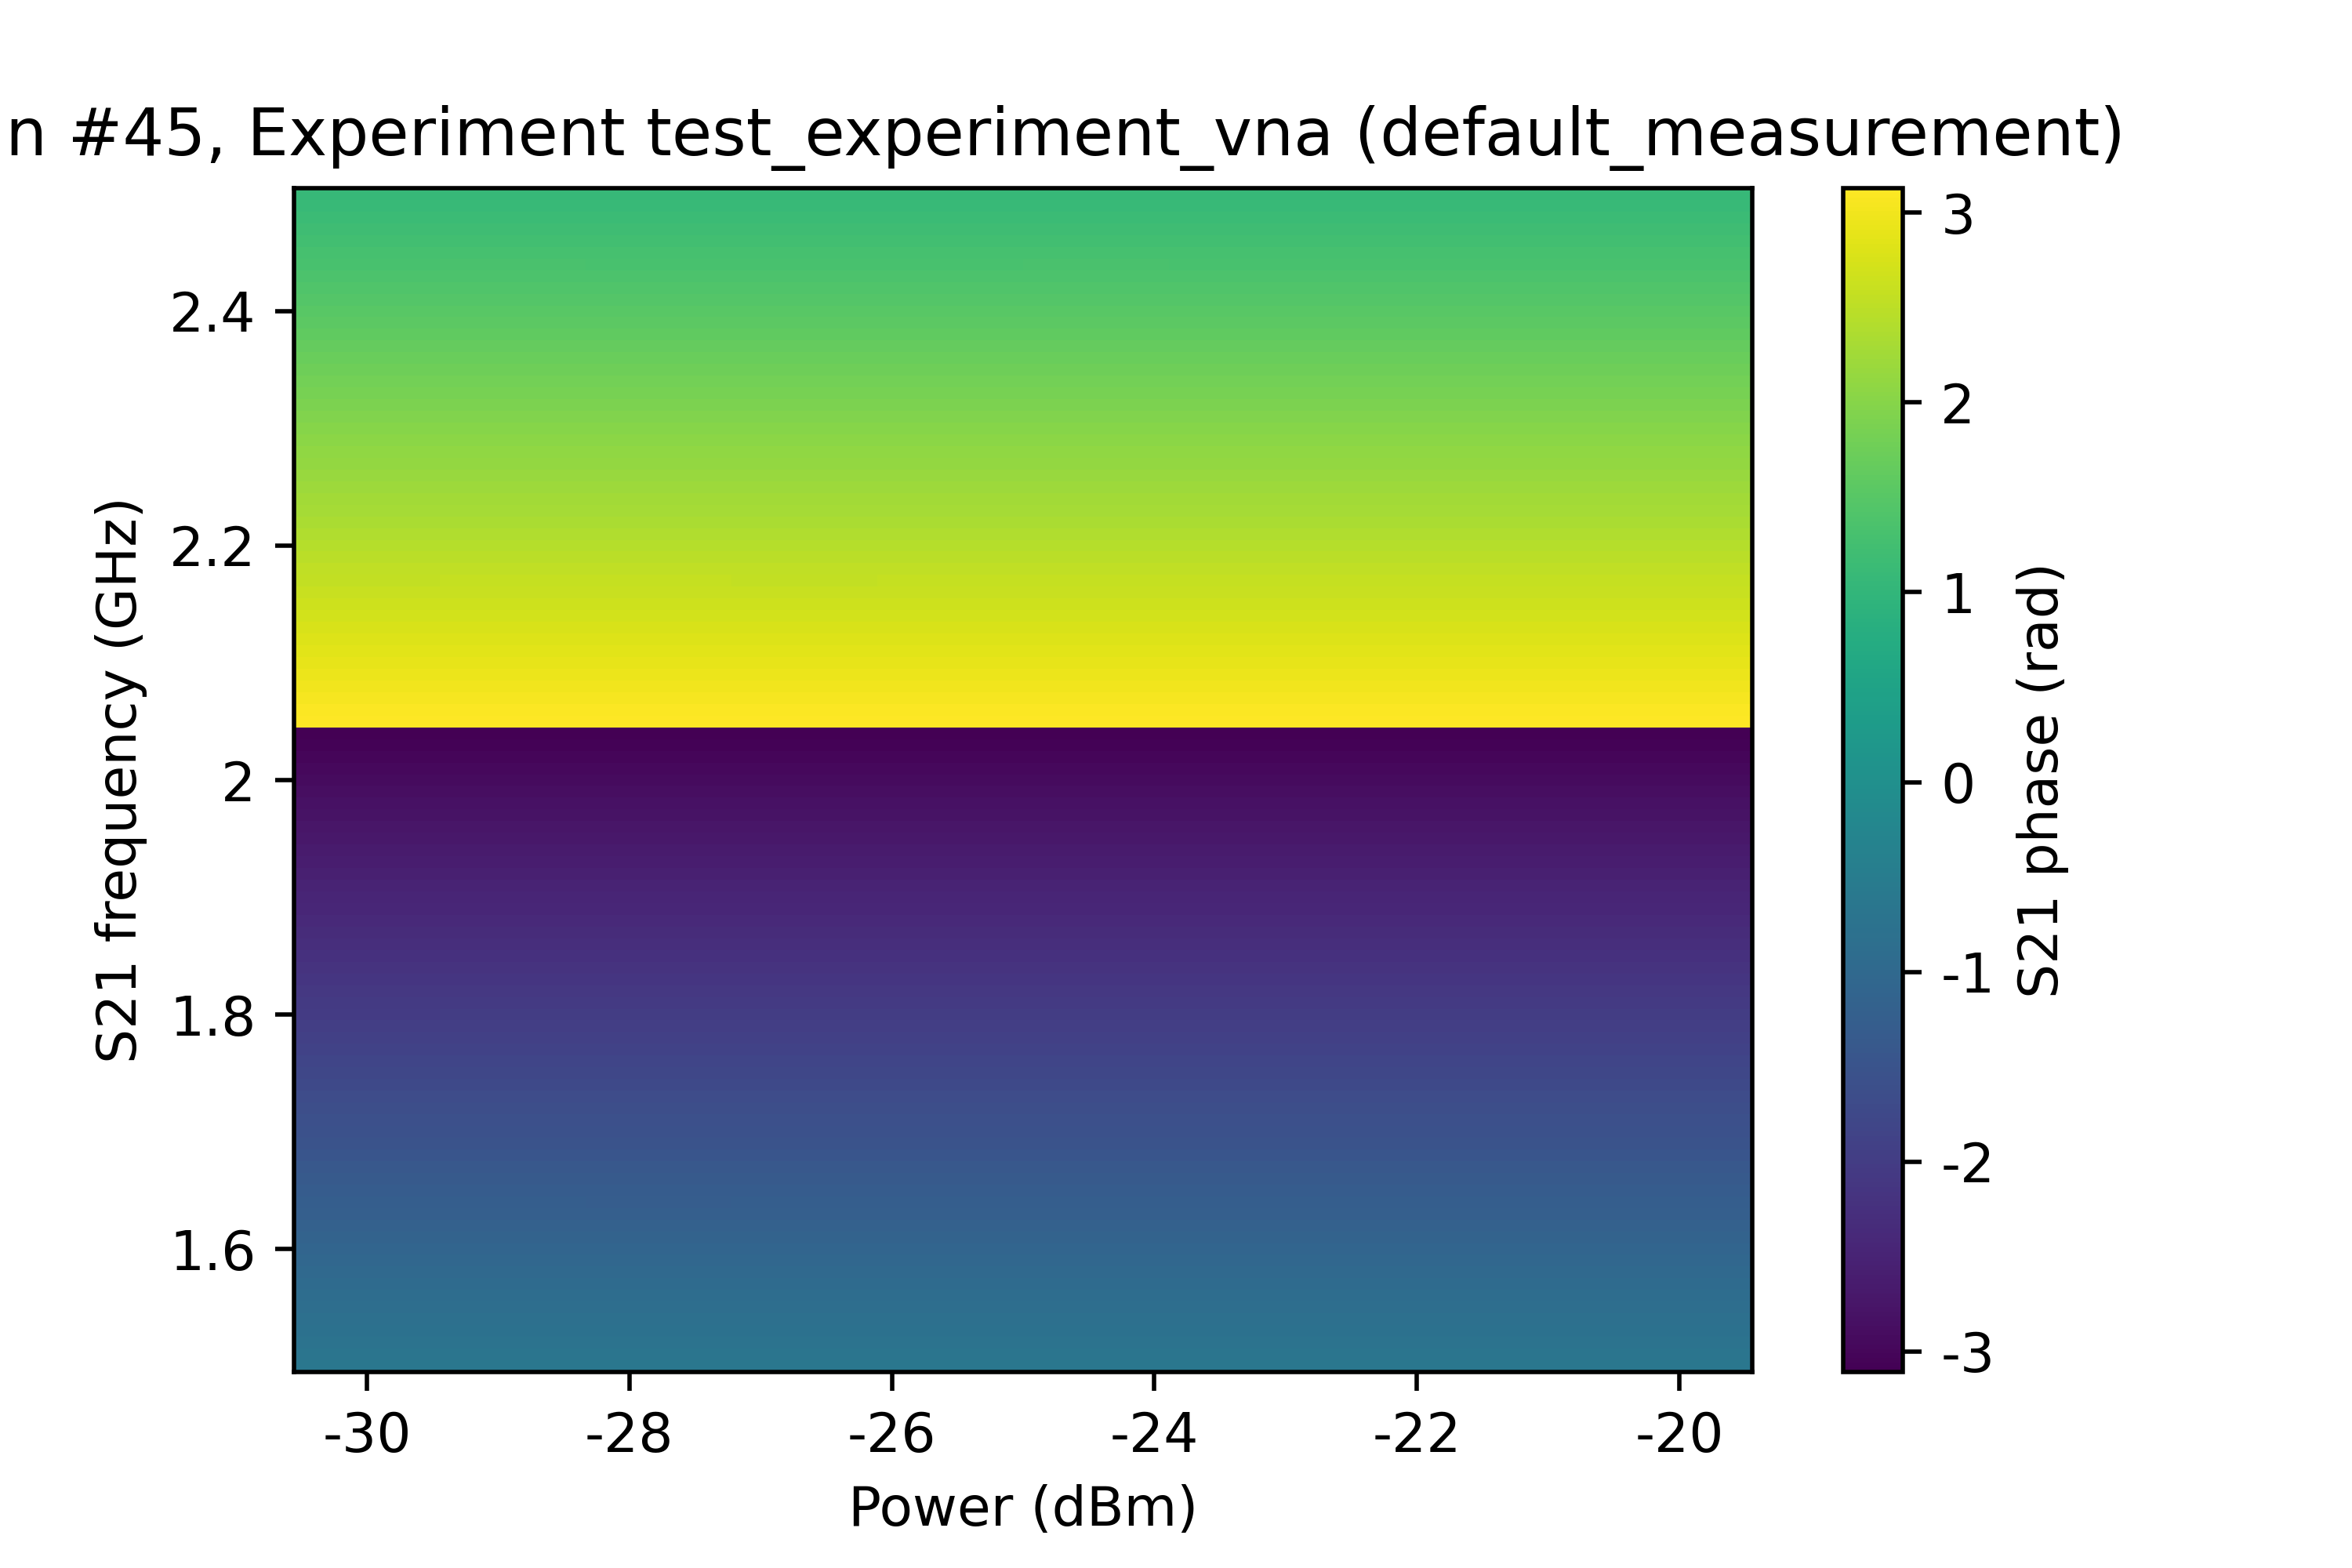 n #45, Experiment test_experiment_vna (default_measurement)
S21 frequency (GHz)
2.4
2.2
2
1.8
1.6
-30 -28 -26 -24 -22 -20
Power (dBm)
3
2
1
0
-1
-2
-3
S21 phase (rad)